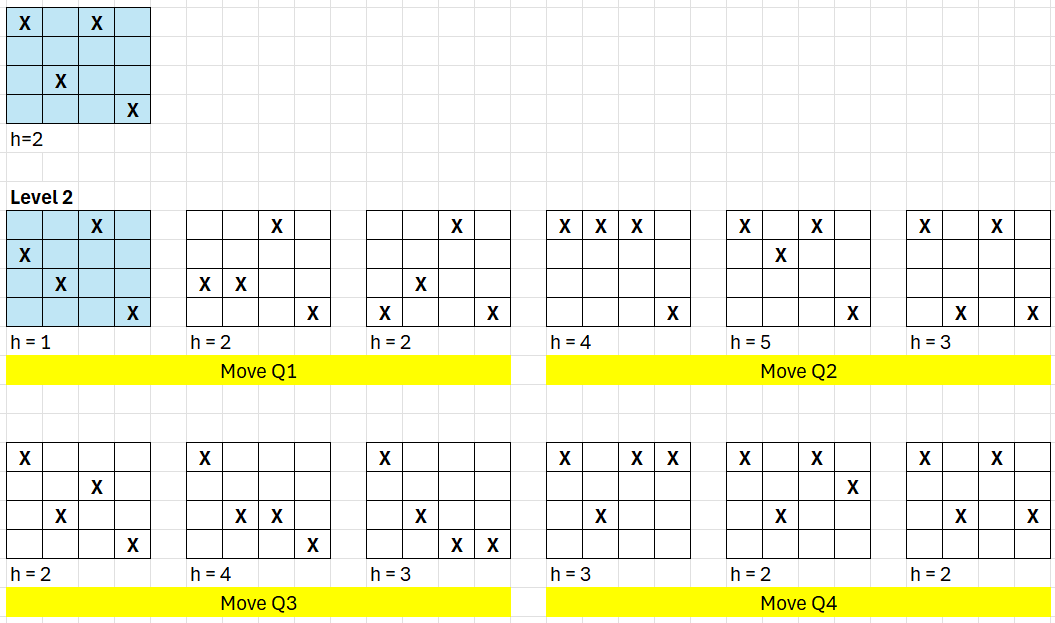 X X
X
X
h=2
Level 2
X X X X X X X X X X
X X
X X X X
X X X X X X X X
h = 1 h = 2 h = 2 h = 4 h = 5 h = 3
Move Q1 Move Q2
X X X X X X X X X X
X X
X X X X X X X X
X X X X
h = 2 h = 4 h = 3 h = 3 h = 2 h = 2
Move Q3 Move Q4